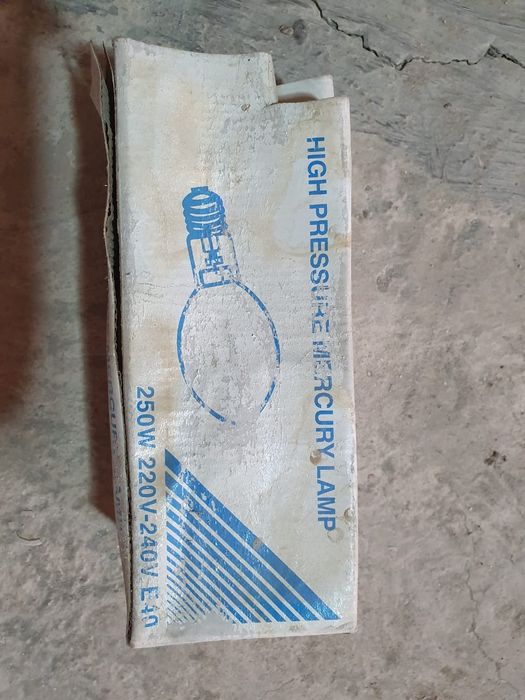 HIGH PRESSURE MERCURY LAMP
250W 220V-240V E40